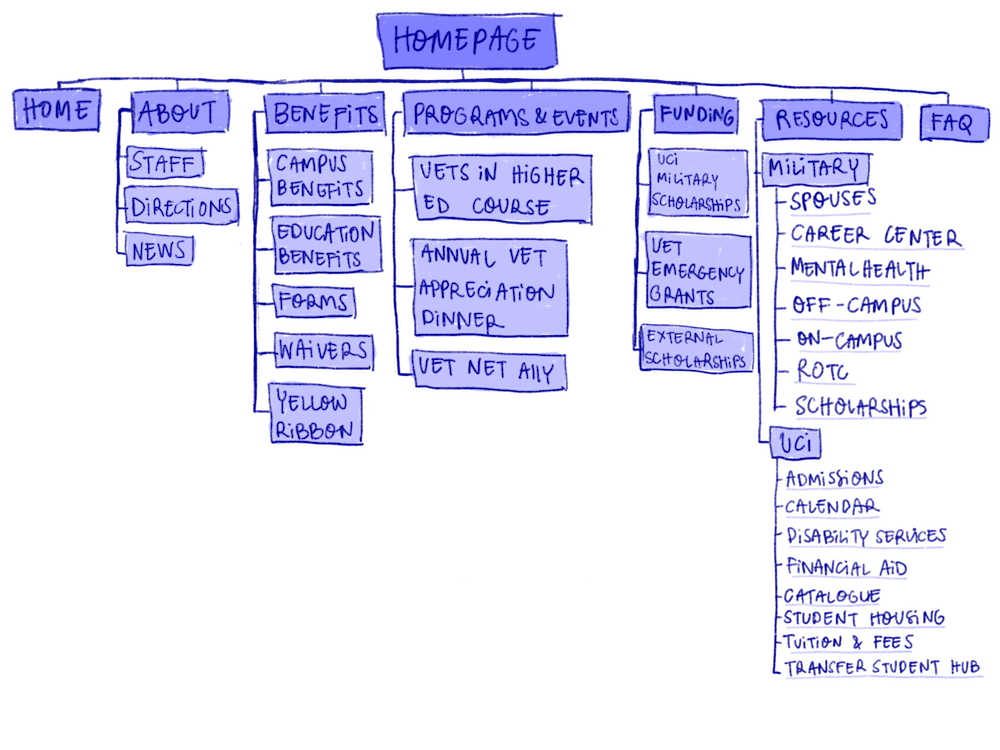 HOMEPAGE
HOME
ABOUT
STAFF
DIRECTIONS
NEWS
BENEFITS
CAMPUS
BENEFITS
EDUCATION
BENEFITS
FORMS
WAIVERS
YELLOW
RIBBON
PROGRAMS & EVENTS
VETS IN HIGHER
ED COURSE
ANNUAL VET
APPRECIATION
DINNER
VET NET Ally
FUNDING
UCI
MILITARY
SCHOLARSHIPS
VET
EMERGENCY
GRANTS
EXTERNAL
SCHOLARSHIPS
RESOURCES
MILITARY
SPOUSES
CAREER CENTER
MENTAL HEALTH
OFF-CAMPUS
ON-CAMPUS
ROTC
SCHOLARSHIPS
UCI
ADMISSIONS
CALENDAR
DISABILITY SERVICES
FINANCIAL AID
CATALOGUE
STUDENT HOUSING
TUITION & FEES
TRANSFER STUDENT HUB
FAQ